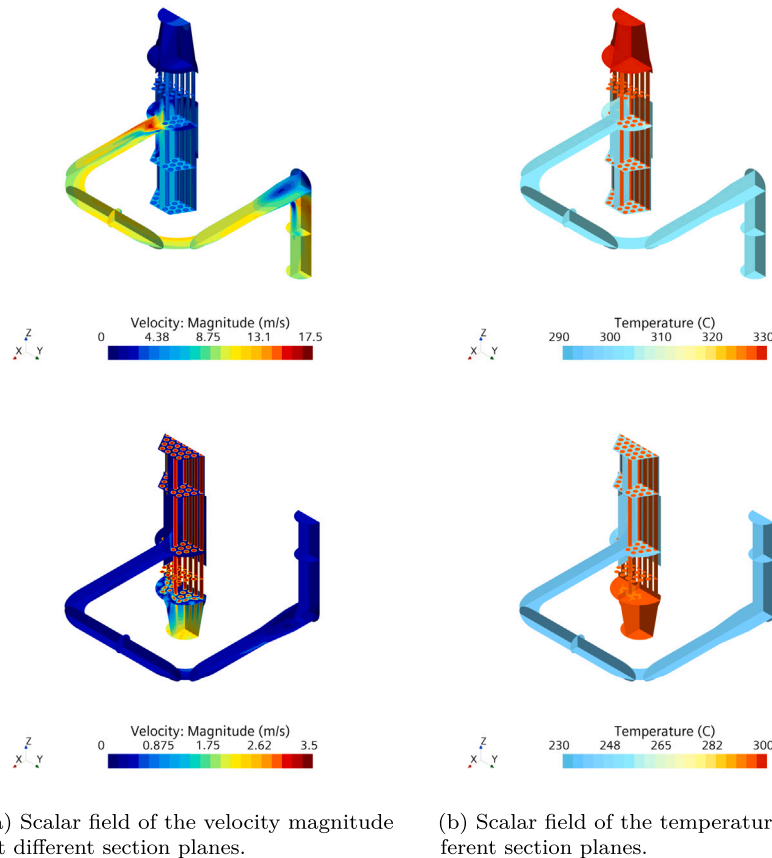 Velocity: Magnitude (m/s)
0 4.38 8.75 13.1 17.5
Z
X Y
Temperature (C)
290 300 310 320 330
Z
X Y
Velocity: Magnitude (m/s)
0 0.875 1.75 2.62 3.5
Z
X Y
Temperature (C)
230 248 265 282 300
Z
X Y
) Scalar field of the velocity magnitude
t different section planes.
(b) Scalar field of the temperatur
ferent section planes.